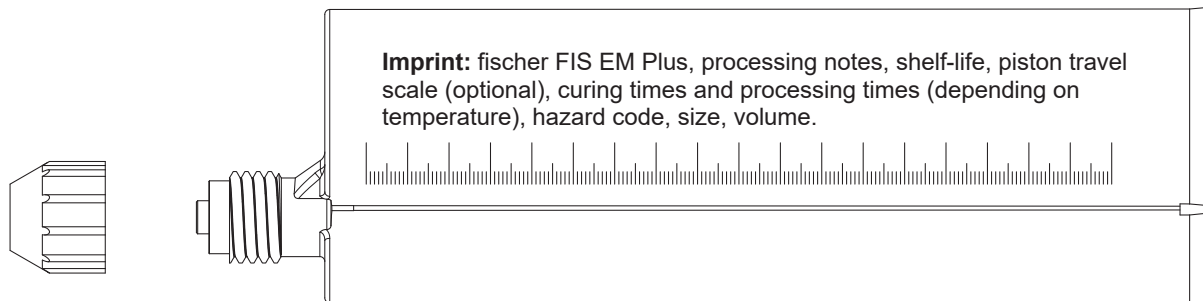 Imprint: fischer FIS EM Plus, processing notes, shelf-life, piston travel
scale (optional), curing times and processing times (depending on
temperature), hazard code, size, volume.